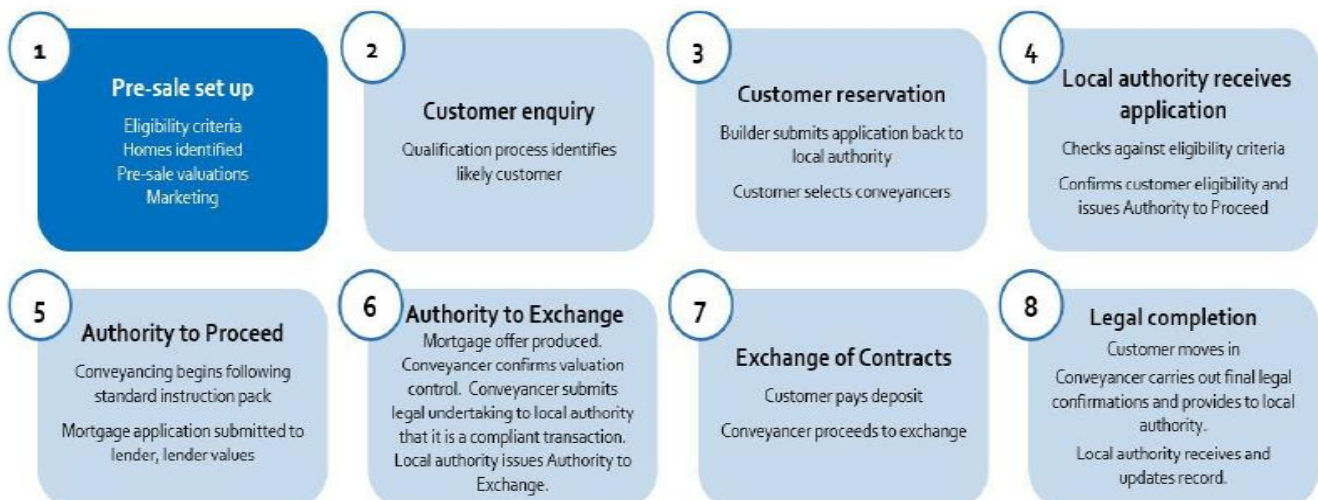 1
Pre-sale set up
Eligibility criteria
Homes identified
Pre-sale valuations
Marketing
2
Customer enquiry
Qualification process identifies
likely customer
3
Customer reservation
Builder submits application back to
local authority
Customer selects conveyancers
4
Local authority receives
application
Checks against eligibility criteria
Confirms customer eligibility and
issues Authority to Proceed
5
Authority to Proceed
Conveyancing begins following
standard instruction pack
Mortgage application submitted to
lender, lender values
6
Authority to Exchange
Mortgage offer produced.
Conveyancer confirms valuation
control. Conveyancer submits
legal undertaking to local authority
that it is a compliant transaction.
Local authority issues Authority to
Exchange.
7
Exchange of Contracts
Customer pays deposit
Conveyancer proceeds to exchange
8
Legal completion
Customer moves in
Conveyancer carries out final legal
confirmations and provides to local
authority.
Local authority receives and
updates record.